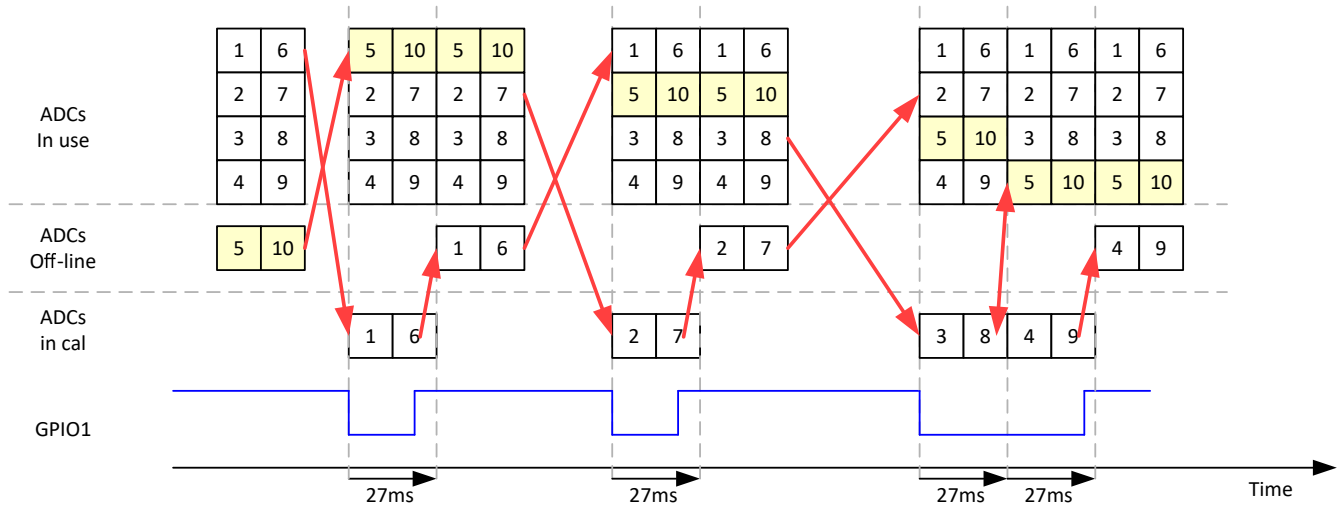 1 6 5 10 5 10 1 6 1 6 1 6 1 6 1 6
ADCs
In use
2 7 2 7 2 7 5 10 5 10 2 7 2 7 2 7
3 8 3 8 3 8 3 8 3 8 5 10 3 8 3 8
4 9 4 9 4 9 4 9 4 9 4 9 5 10 5 10
ADCs
Off-line
5 10 1 6 2 7 4 9
ADCs
in cal
1 6 2 7 3 8 4 9
GPIO1
27ms 27ms 27ms 27ms Time